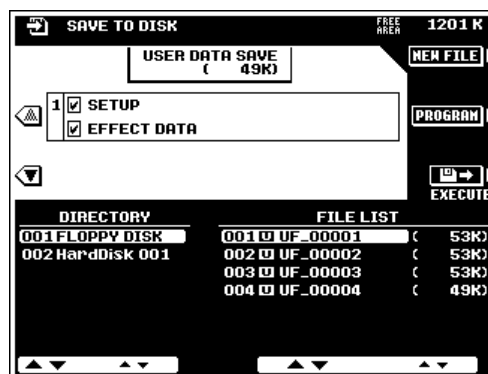 SAVE TO DISK FREE AREA 1201 K
USER DATA SAVE
( 49K)
NEW FILE
1 SETUP
EFFECT DATA
PROGRAM
EXECUTE
DIRECTORY FILE LIST
001 FLOPPY DISK 001 U UF_00001 ( 53K)
002 HardDisk 001 002 U UF_00002 ( 53K)
003 U UF_00003 ( 53K)
004 U UF_00004 ( 49K)